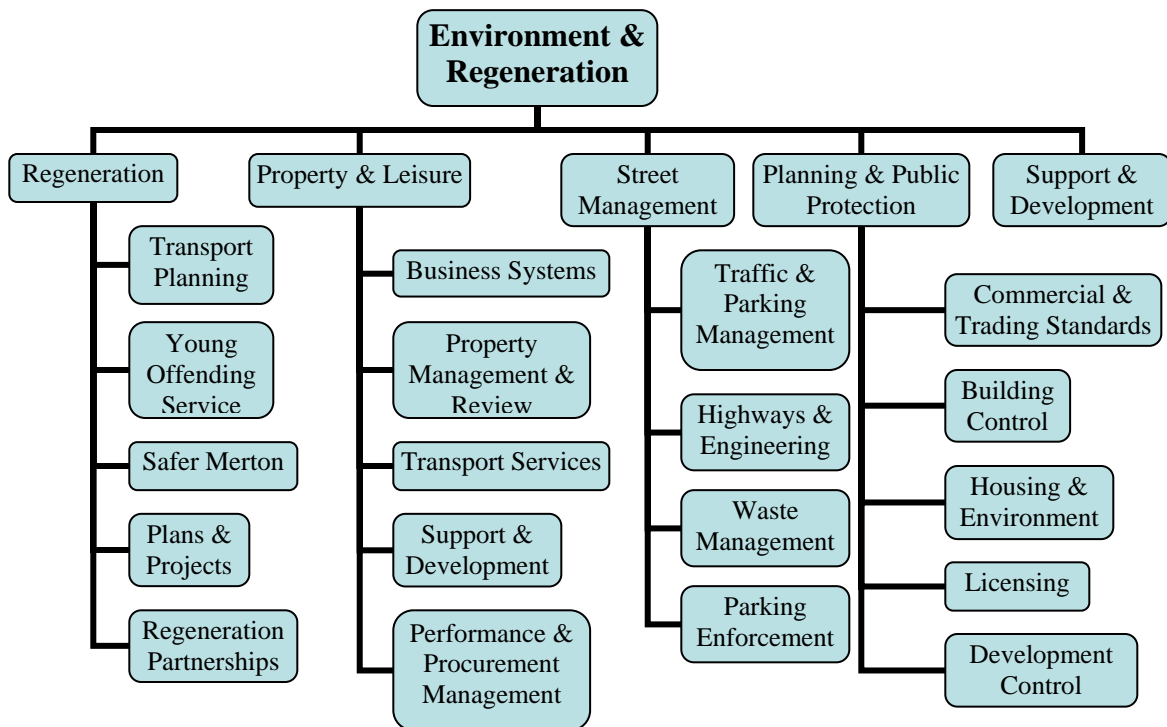 Environment &
Regeneration
Regeneration
Property & Leisure
Street
Management
Planning & Public
Protection
Support &
Development
Transport
Planning
Young
Offending
Service
Safer Merton
Plans &
Projects
Regeneration
Partnerships
Business Systems
Property
Management &
Review
Transport Services
Support &
Development
Performance &
Procurement
Management
Traffic &
Parking
Management
Highways &
Engineering
Waste
Management
Parking
Enforcement
Commercial &
Trading Standards
Building
Control
Housing &
Environment
Licensing
Development
Control